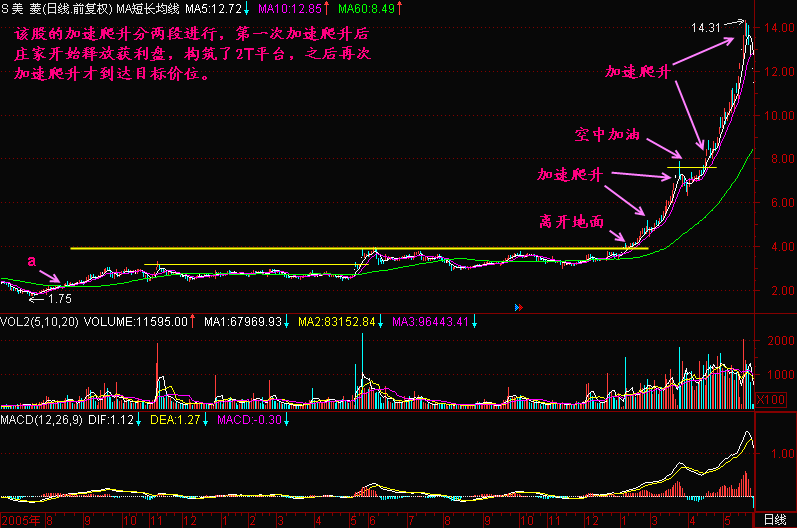 S美 菱(日线.前复权) MA短长均线 MA5:12.72↓ MA10:12.85↑ MA60:8.49↑
该股的加速爬升分两段进行，第一次加速爬升后
庄家开始释放获利盘，构筑了2T平台，之后再次
加速爬升才到达目标价位。
14.31
14.00
加速爬升
12.00
10.00
空中加油
8.00
加速爬升
6.00
高开地面
4.00
a
2.00
1.75
VOL2(5,10,20) VOLUME:11595.00↑ MA1:67969.93↓ MA2:83152.84↓ MA3:96443.41↓
2000
1000
X100
MACD(12,26,9) DIF:1.12↓ DEA:1.27↓ MACD:-0.30↓
1.00
2005年 8 9 10 11 12 1 2 3 4 5 6 7 8 9 10 11 12 1 3 4 5 日线